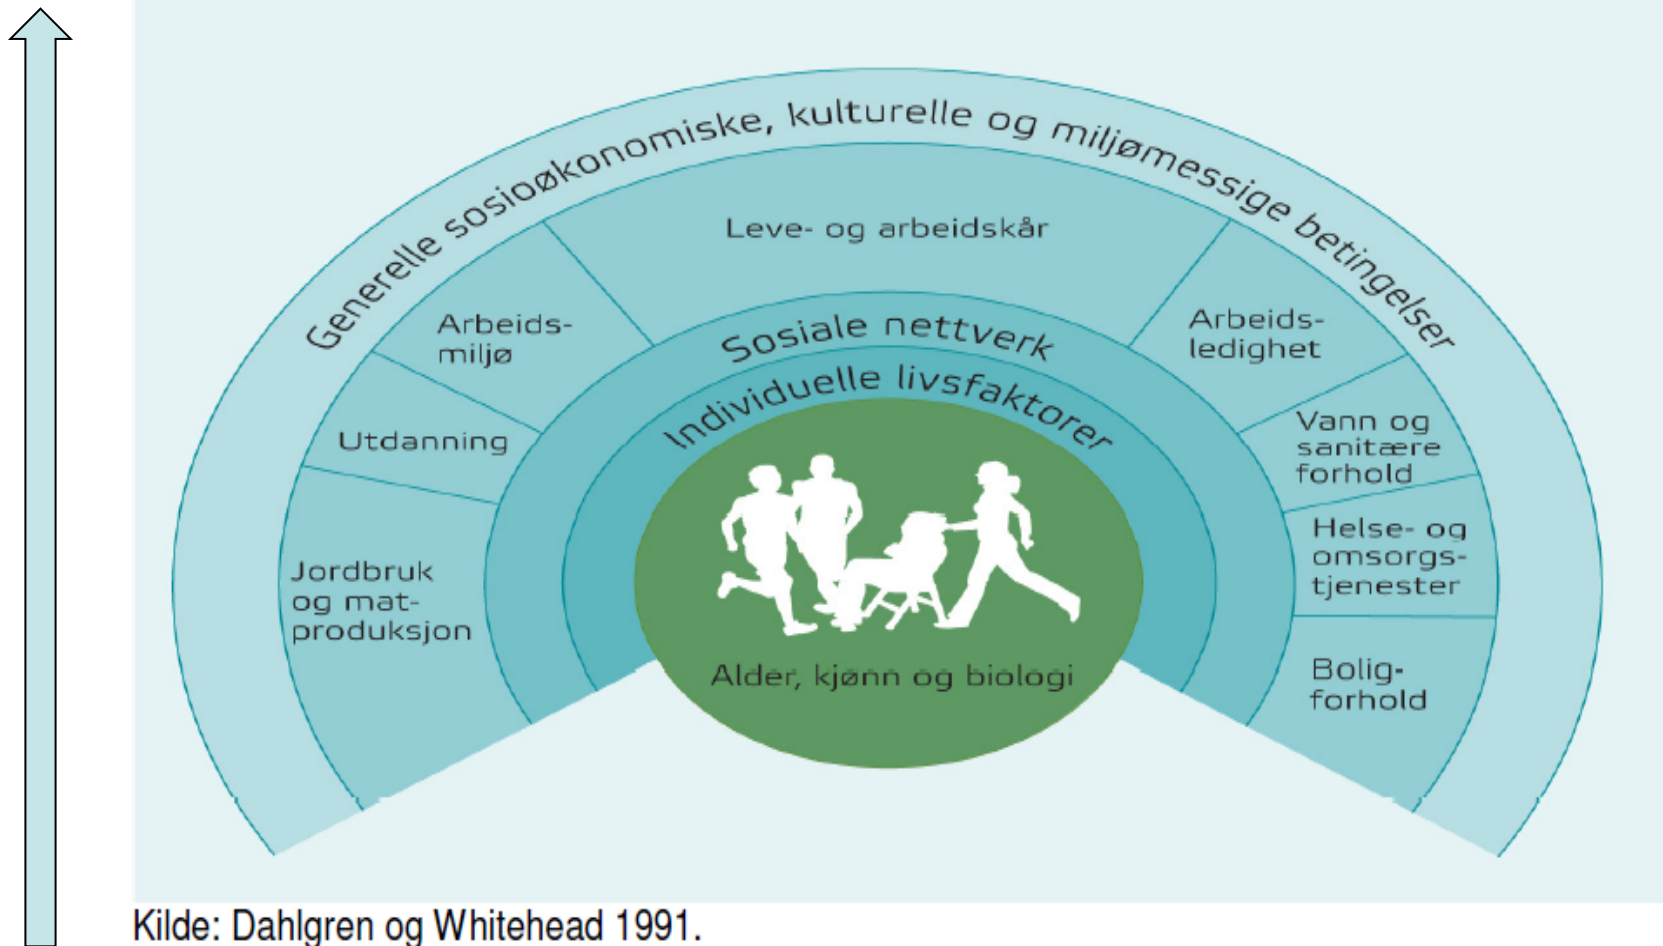 Generelle sosioøkonomiske, kulturelle og miljømessige betingelser
Leve- og arbeidskår
Arbeids-
miljø
Utdanning
Jordbruk
og mat-
produksjon
Arbeids-
ledighet
Vann og
sanitære
forhold
Helse- og
omsorgs-
tjenester
Bolig-
forhold
Sosiale nettverk
Individuelle livsfaktorer
Alder, kjønn og biologi
Kilde: Dahlgren og Whitehead 1991.